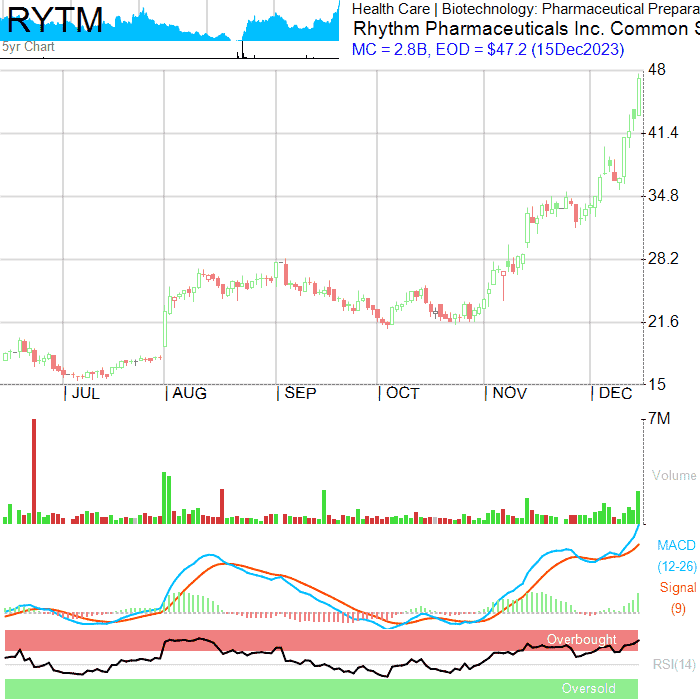 RYTM
5yr Chart
Health Care | Biotechnology: Pharmaceutical Prepara
Rhythm Pharmaceuticals Inc. Common S
MC = 2.8B, EOD = $47.2 (15Dec2023)
48
41.4
34.8
28.2
21.6
15
JUL AUG SEP OCT NOV DEC
7M
Volume
MACD
(12-26)
Signal
(9)
Overbought
RSI(14)
Oversold